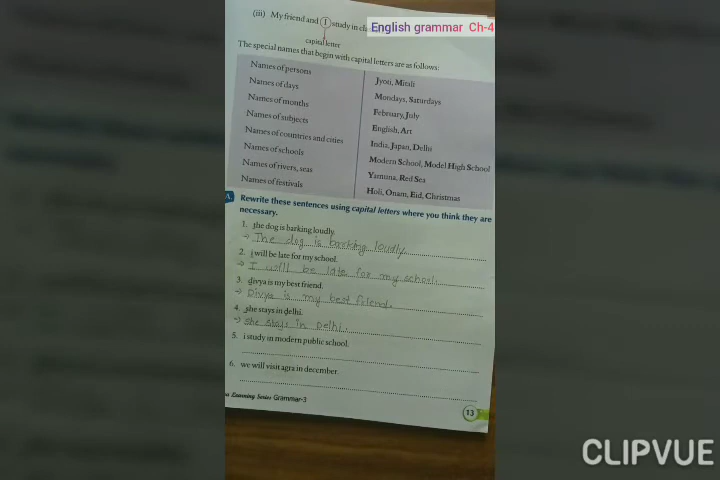 (iii) My friend and I study in cl
English grammar Ch-4
capital letter
The special names that begin with capital letters are as follows:
Names of persons Jyoti, Mitali
Names of days Mondays, Saturdays
Names of months February, July
Names of subjects English, Art
Names of countries and cities India, Japan, Delhi
Names of schools Modern School, Model High School
Names of rivers, seas Yamuna, Red Sea
Names of festivals Holi, Onam, Eid, Christmas
A. Rewrite these sentences using capital letters where you think they are
necessary.
1. the dog is barking loudly.
→ The dog is barking loudly.
2. i will be late for my school.
→ I will be late for my school.
3. divya is my best friend.
→ Divya is my best friend.
4. she stays in delhi.
→ She stays in Delhi.
5. i study in modern public school.
6. we will visit agra in december.
Learning Series Grammar-3
13
CLIPVUE